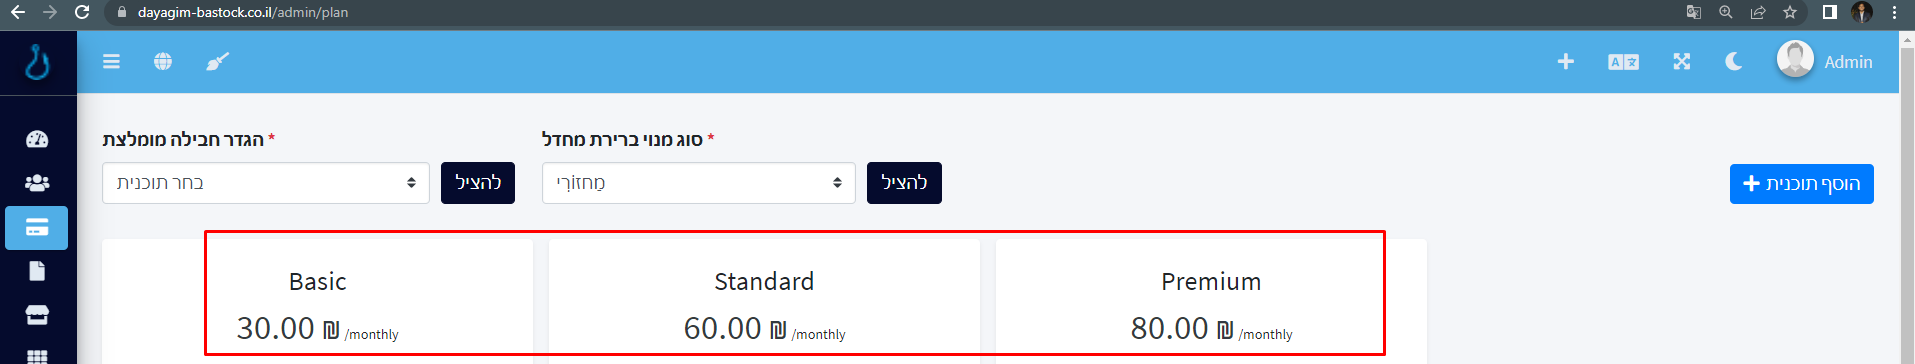 dayagim-bastock.co.il/admin/plan
Admin
הגדר חבילה מומלצת *
סוג מנוי ברירת מחדל *
בחר תוכנית
להציל
מַחזוֹרִי
להציל
הוסף תוכנית
Basic
Standard
Premium
30.00 ₪ /monthly
60.00 ₪ /monthly
80.00 ₪ /monthly